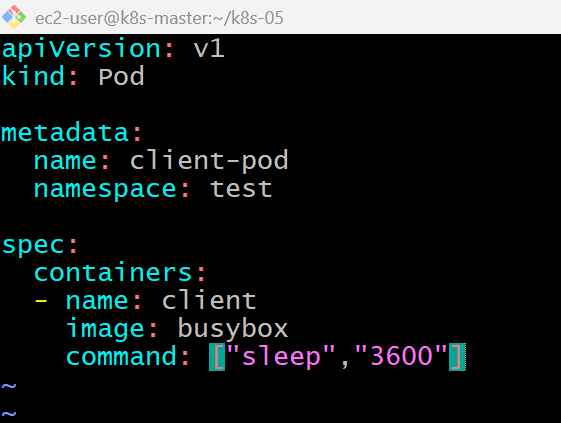 ec2-user@k8s-master:~/k8s-05
apiVersion: v1
kind: Pod
metadata:
  name: client-pod
  namespace: test
spec:
  containers:
  - name: client
    image: busybox
    command: ["sleep","3600"]
~
~